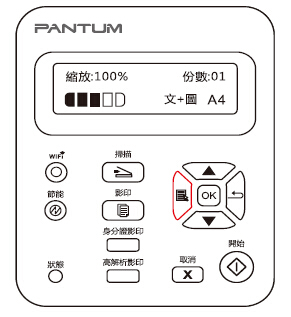 PANTUM
縮放:100% 份數:01
文+圖 A4
WiFi
掃描
節能
影印
OK
身分證影印
狀態
高解析影印
取消
X
開始